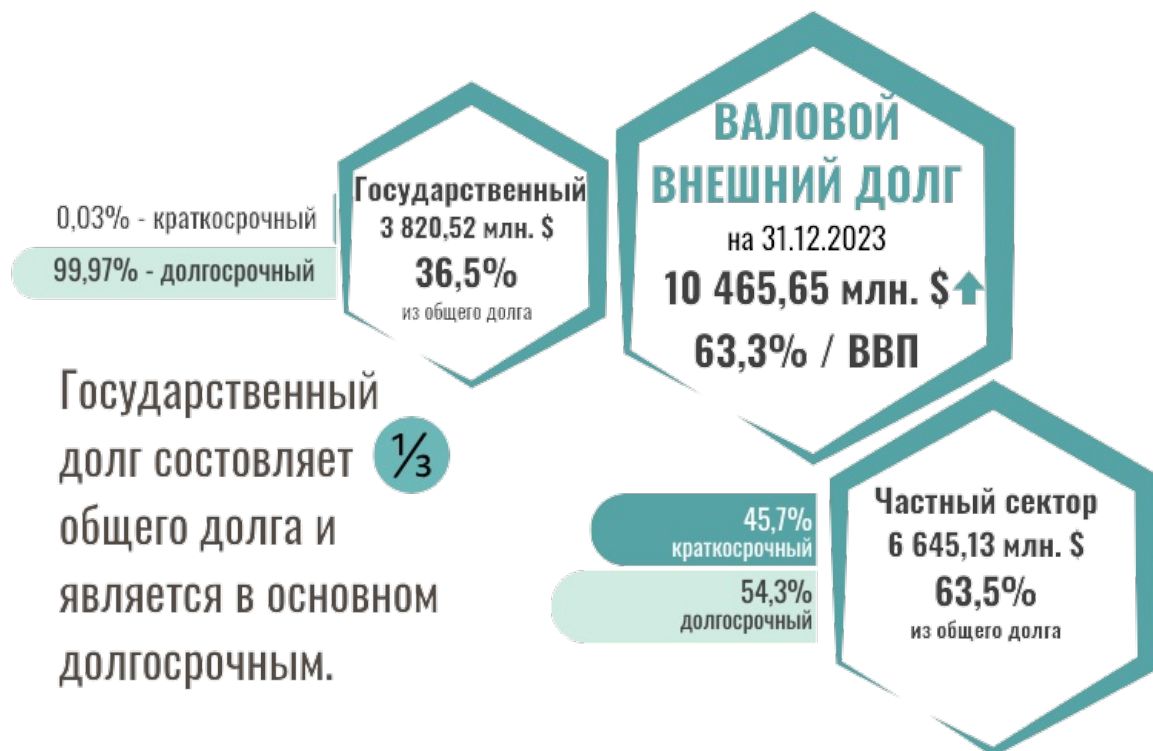 ВАЛОВОЙ
ВНЕШНИЙ ДОЛГ
на 31.12.2023
10 465,65 млн. $
63,3% / ВВП
Государственный
3 820,52 млн. $
36,5%
из общего долга
0,03% - краткосрочный
99,97% - долгосрочный
Государственный
долг состовляет ⅓
общего долга и
является в основном
долгосрочным.
Частный сектор
6 645,13 млн. $
63,5%
из общего долга
45,7%
краткосрочный
54,3%
долгосрочный